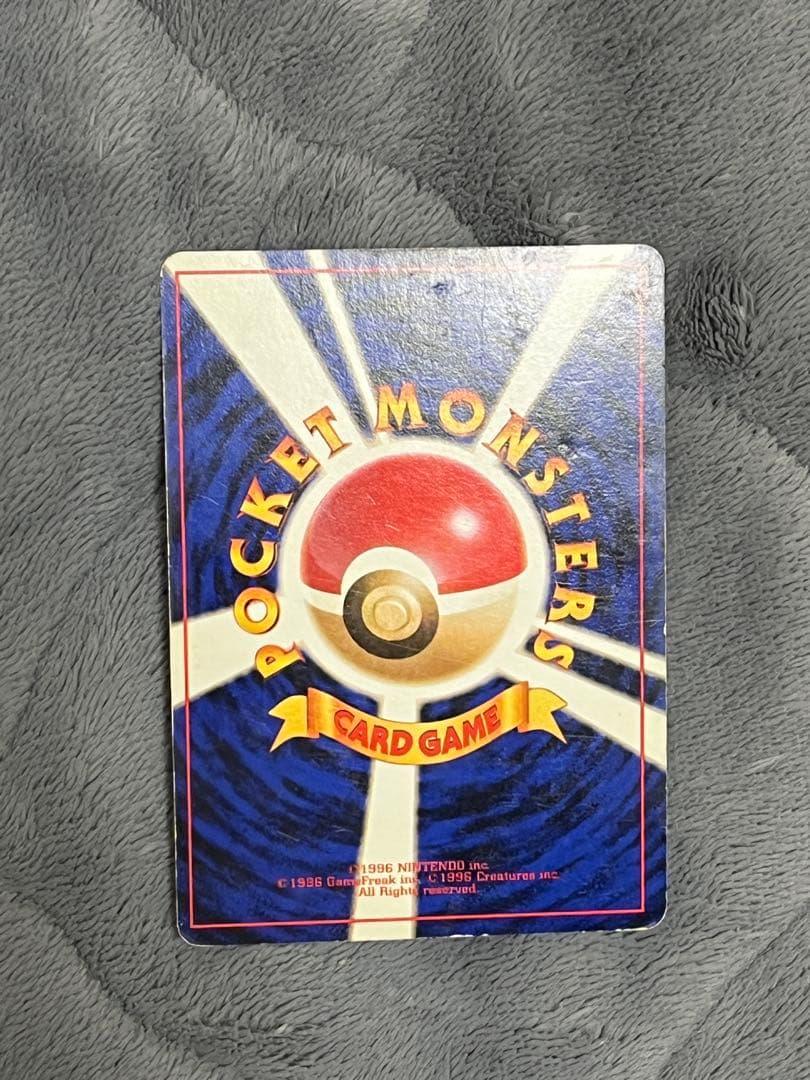 POCKET MONSTERS
CARD GAME
©1996 NINTENDO inc.
©1996 GameFreak inc. ©1996 Creatures inc.
All Rights reserved.